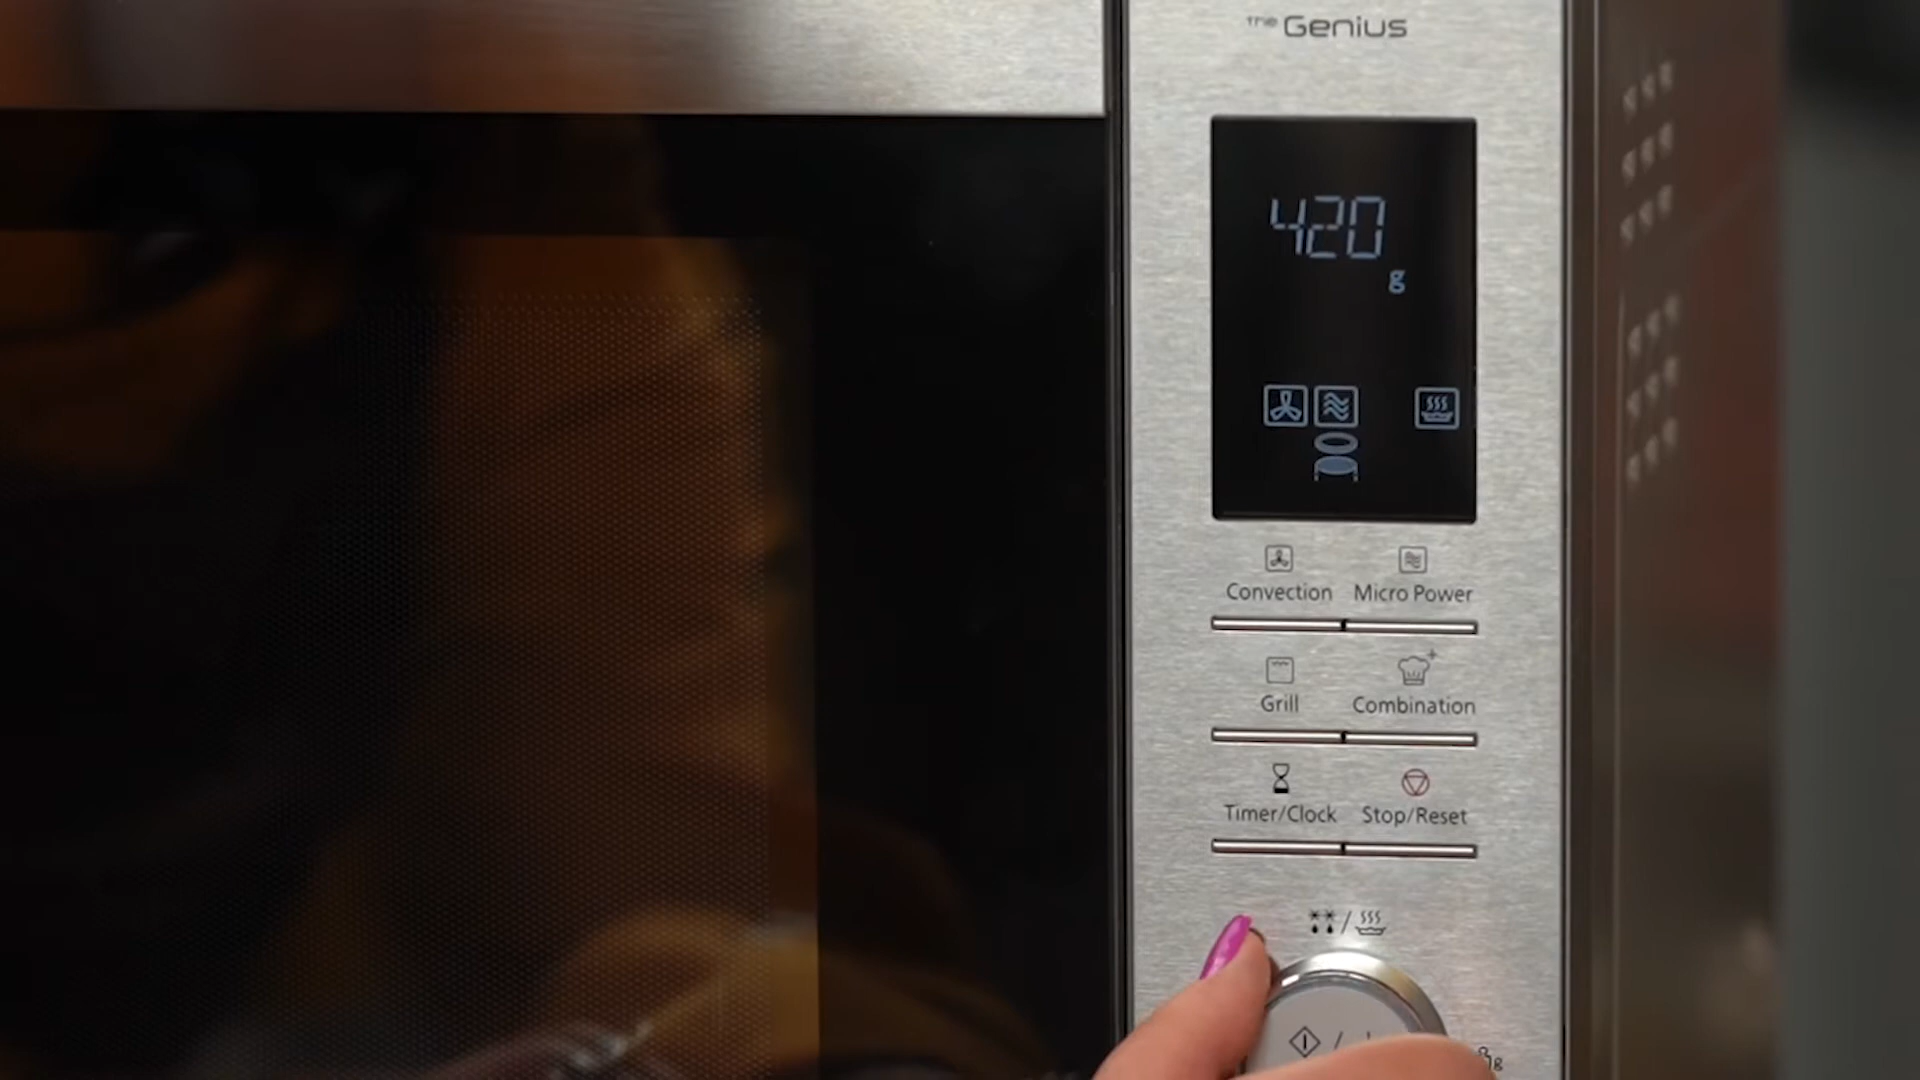 The Genius
420
g
Convection Micro Power
Grill Combination
Timer/Clock Stop/Reset
/
/
g